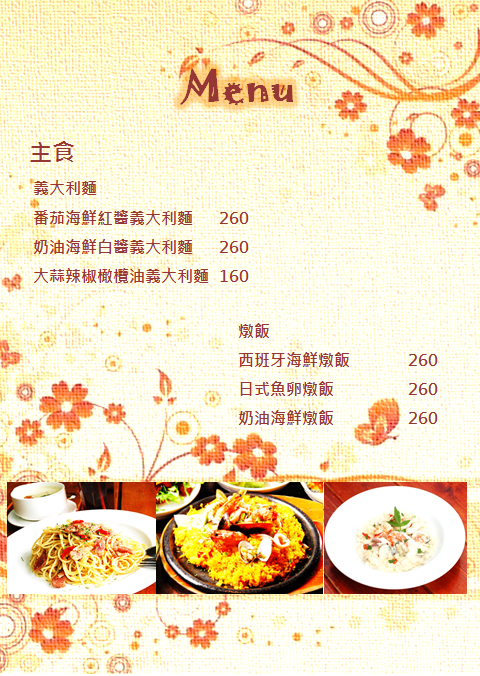 Menu
主食
義大利麵
番茄海鮮紅醬義大利麵 260
奶油海鮮白醬義大利麵 260
大蒜辣椒橄欖油義大利麵 160
燉飯
西班牙海鮮燉飯 260
日式魚卵燉飯 260
奶油海鮮燉飯 260